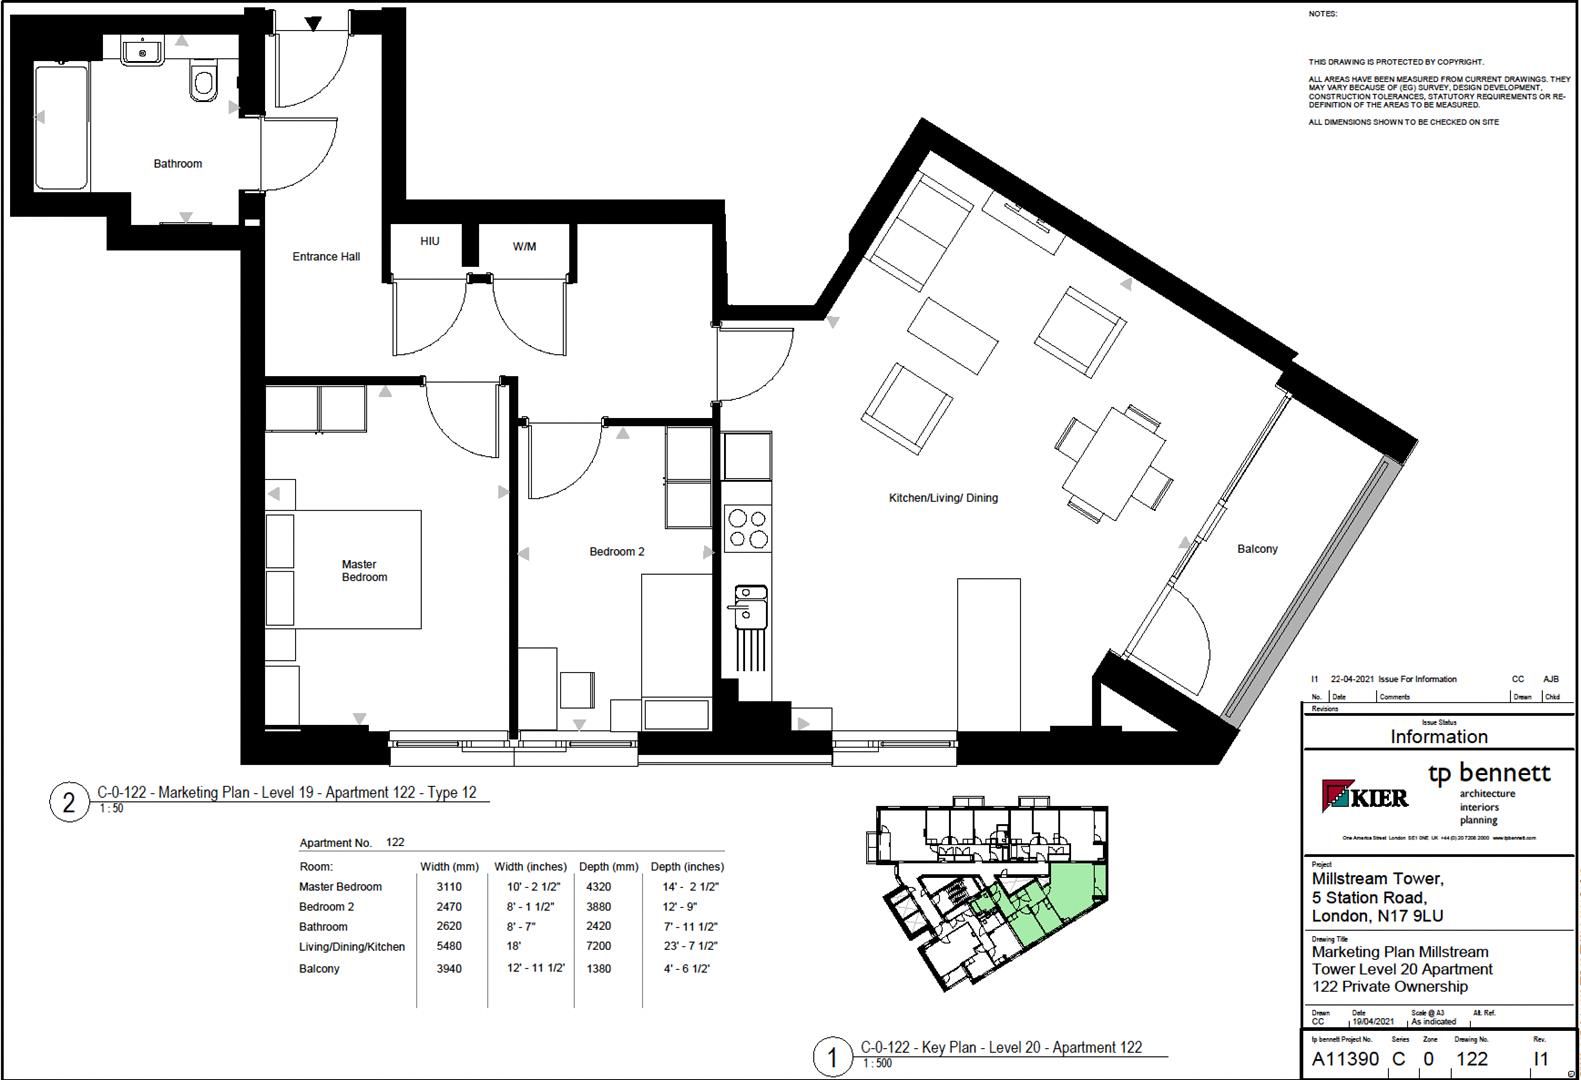 NOTES:
THIS DRAWING IS PROTECTED BY COPYRIGHT.
ALL AREAS HAVE BEEN MEASURED FROM CURRENT DRAWINGS. THEY
MAY VARY BECAUSE OF (EG) SURVEY, DESIGN DEVELOPMENT,
CONSTRUCTION TOLERANCES, STATUTORY REQUIREMENTS OR RE-
DEFINITION OF THE AREAS TO BE MEASURED.
ALL DIMENSIONS SHOWN TO BE CHECKED ON SITE
Bathroom
Entrance Hall
HIU
W/M
Kitchen/Living/ Dining
Balcony
Master
Bedroom
Bedroom 2
2
C-0-122 - Marketing Plan - Level 19 - Apartment 122 - Type 12
1 : 50
Apartment No. 122
Room: Width (mm) Width (inches) Depth (mm) Depth (inches)
Master Bedroom 3110 10' - 2 1/2" 4320 14' - 2 1/2"
Bedroom 2 2470 8' - 1 1/2" 3880 12' - 9"
Bathroom 2620 8' - 7" 2420 7' - 11 1/2"
Living/Dining/Kitchen 5480 18' 7200 23' - 7 1/2"
Balcony 3940 12' - 11 1/2' 1380 4' - 6 1/2'
1
C-0-122 - Key Plan - Level 20 - Apartment 122
1 : 500
I1 22-04-2021 Issue For Information CC AJB
No. Date Comments Drawn Chkd
Revisions
Issue Status
Information
KIER
tp bennett
architecture
interiors
planning
One America Street London SE1 0NE UK +44 (0) 20 7208 2000 www.tpbennett.com
Project
Millstream Tower,
5 Station Road,
London, N17 9LU
Drawing Title
Marketing Plan Millstream
Tower Level 20 Apartment
122 Private Ownership
Drawn Date Scale @ A3 Alt. Ref.
CC 19/04/2021 As indicated
tp bennett Project No. Series Zone Drawing No. Rev.
A11390 C 0 122 I1
©